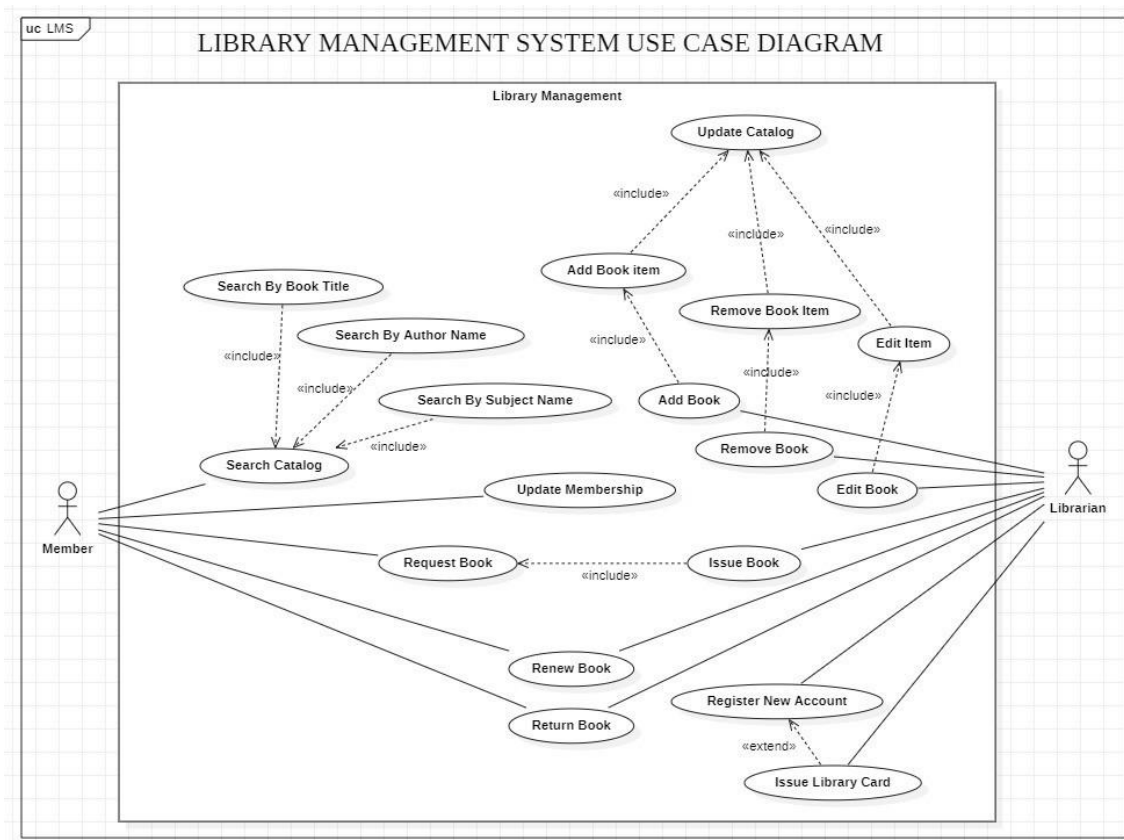 uc LMS
LIBRARY MANAGEMENT SYSTEM USE CASE DIAGRAM
Library Management
Update Catalog
«include»
«include»
«include»
Add Book item
Search By Book Title
Remove Book Item
Search By Author Name
Edit Item
«include»
«include»
«include»
«include»
Search By Subject Name
Add Book
«include»
«include»
Search Catalog
Remove Book
Update Membership
Edit Book
Member
Librarian
Request Book
«include»
Issue Book
Renew Book
Return Book
Register New Account
«extend»
Issue Library Card